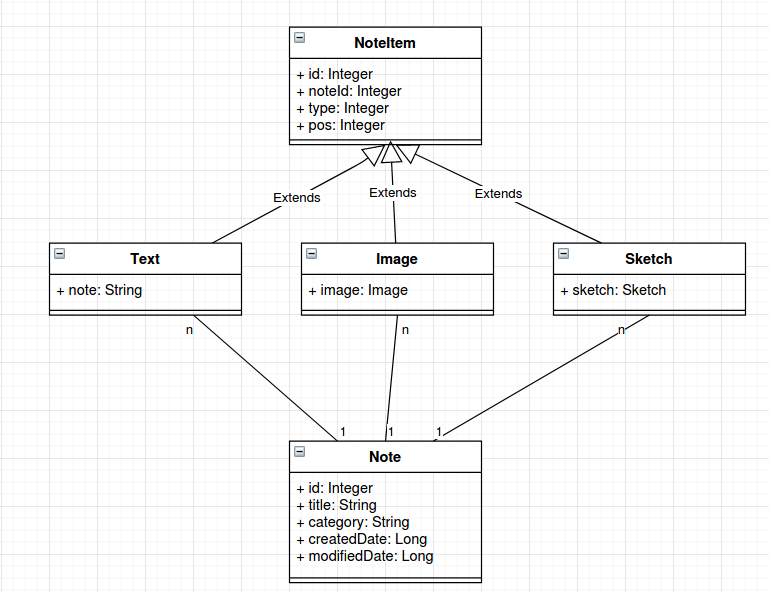 NoteItem
+ id: Integer
+ noteId: Integer
+ type: Integer
+ pos: Integer
Extends
Extends
Extends
Text
+ note: String
Image
+ image: Image
Sketch
+ sketch: Sketch
n
n
n
1
1
1
Note
+ id: Integer
+ title: String
+ category: String
+ createdDate: Long
+ modifiedDate: Long